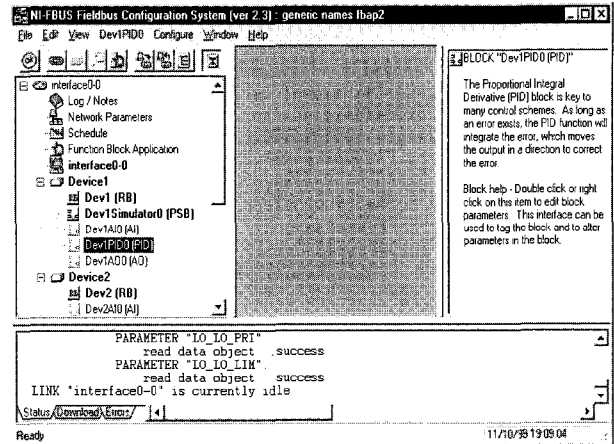 NI-FBUS Fieldbus Configuration System (ver 2.3) : generic names fbap2
File Edit View Dev1PID0 Configure Window Help
interface0-0
Log / Notes
Network Parameters
Schedule
Function Block Application
interface0-0
Device1
Dev1 (RB)
Dev1Simulator0 (PSB)
Dev1AI0 (AI)
Dev1PID0 (PID)
Dev1AO0 (AO)
Device2
Dev2 (RB)
Dev2AI0 (AI)
BLOCK "Dev1PID0 (PID)"
The Proportional Integral
Derivative (PID) block is key to
many control schemes. As long as
an error exists, the PID function will
integrate the error, which moves
the output in a direction to correct
the error.
Block help - Double click or right
click on this item to edit block
parameters. This interface can be
used to tag the block and to alter
parameters in the block.
PARAMETER "LO_LO_PRI"
read data object success
PARAMETER "LO_LO_LIM"
read data object success
LINK "interface0-0" is currently idle
Status Download Errors
Ready
11/10/99 19:09:04